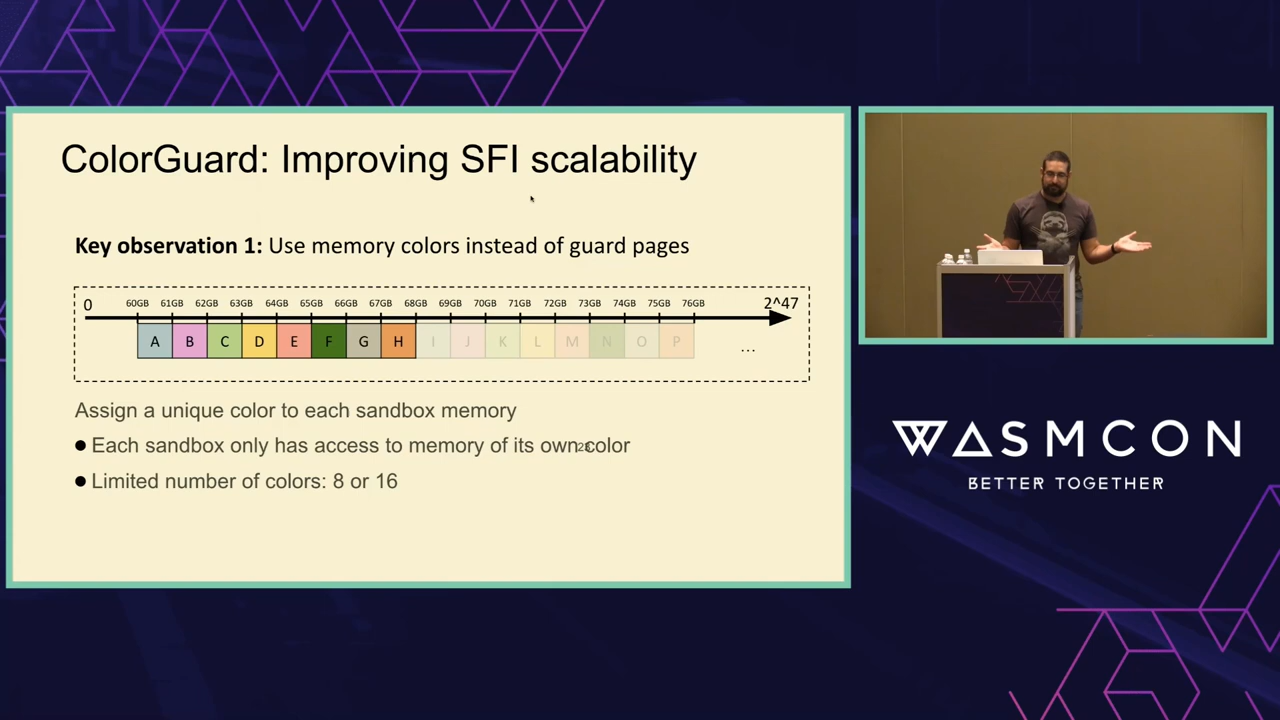 ColorGuard: Improving SFI scalability
Key observation 1: Use memory colors instead of guard pages
0 60GB 61GB 62GB 63GB 64GB 65GB 66GB 67GB 68GB 69GB 70GB 71GB 72GB 73GB 74GB 75GB 76GB 2^47
A B C D E F G H I J K L M N O P ...
Assign a unique color to each sandbox memory
● Each sandbox only has access to memory of its own color
● Limited number of colors: 8 or 16
WASMCON
BETTER TOGETHER